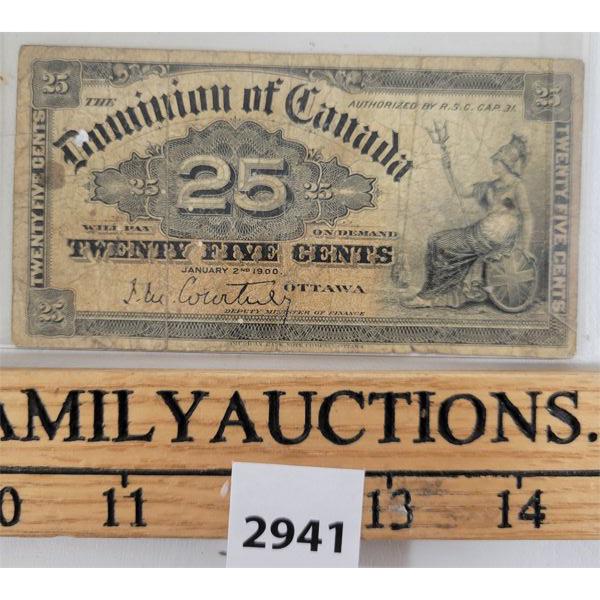 25
25
THE
Dominion of Canada
AUTHORIZED BY R.S.C. CAP. 31.
TWENTY FIVE CENTS
TWENTY FIVE CENTS
25 25 25
WILL PAY ON DEMAND
TWENTY FIVE CENTS
JANUARY 2ND 1900.
OTTAWA
J.M. Courtney
DEPUTY MINISTER OF FINANCE
25
AMILYAUCTIONS.
11 13 14
2941